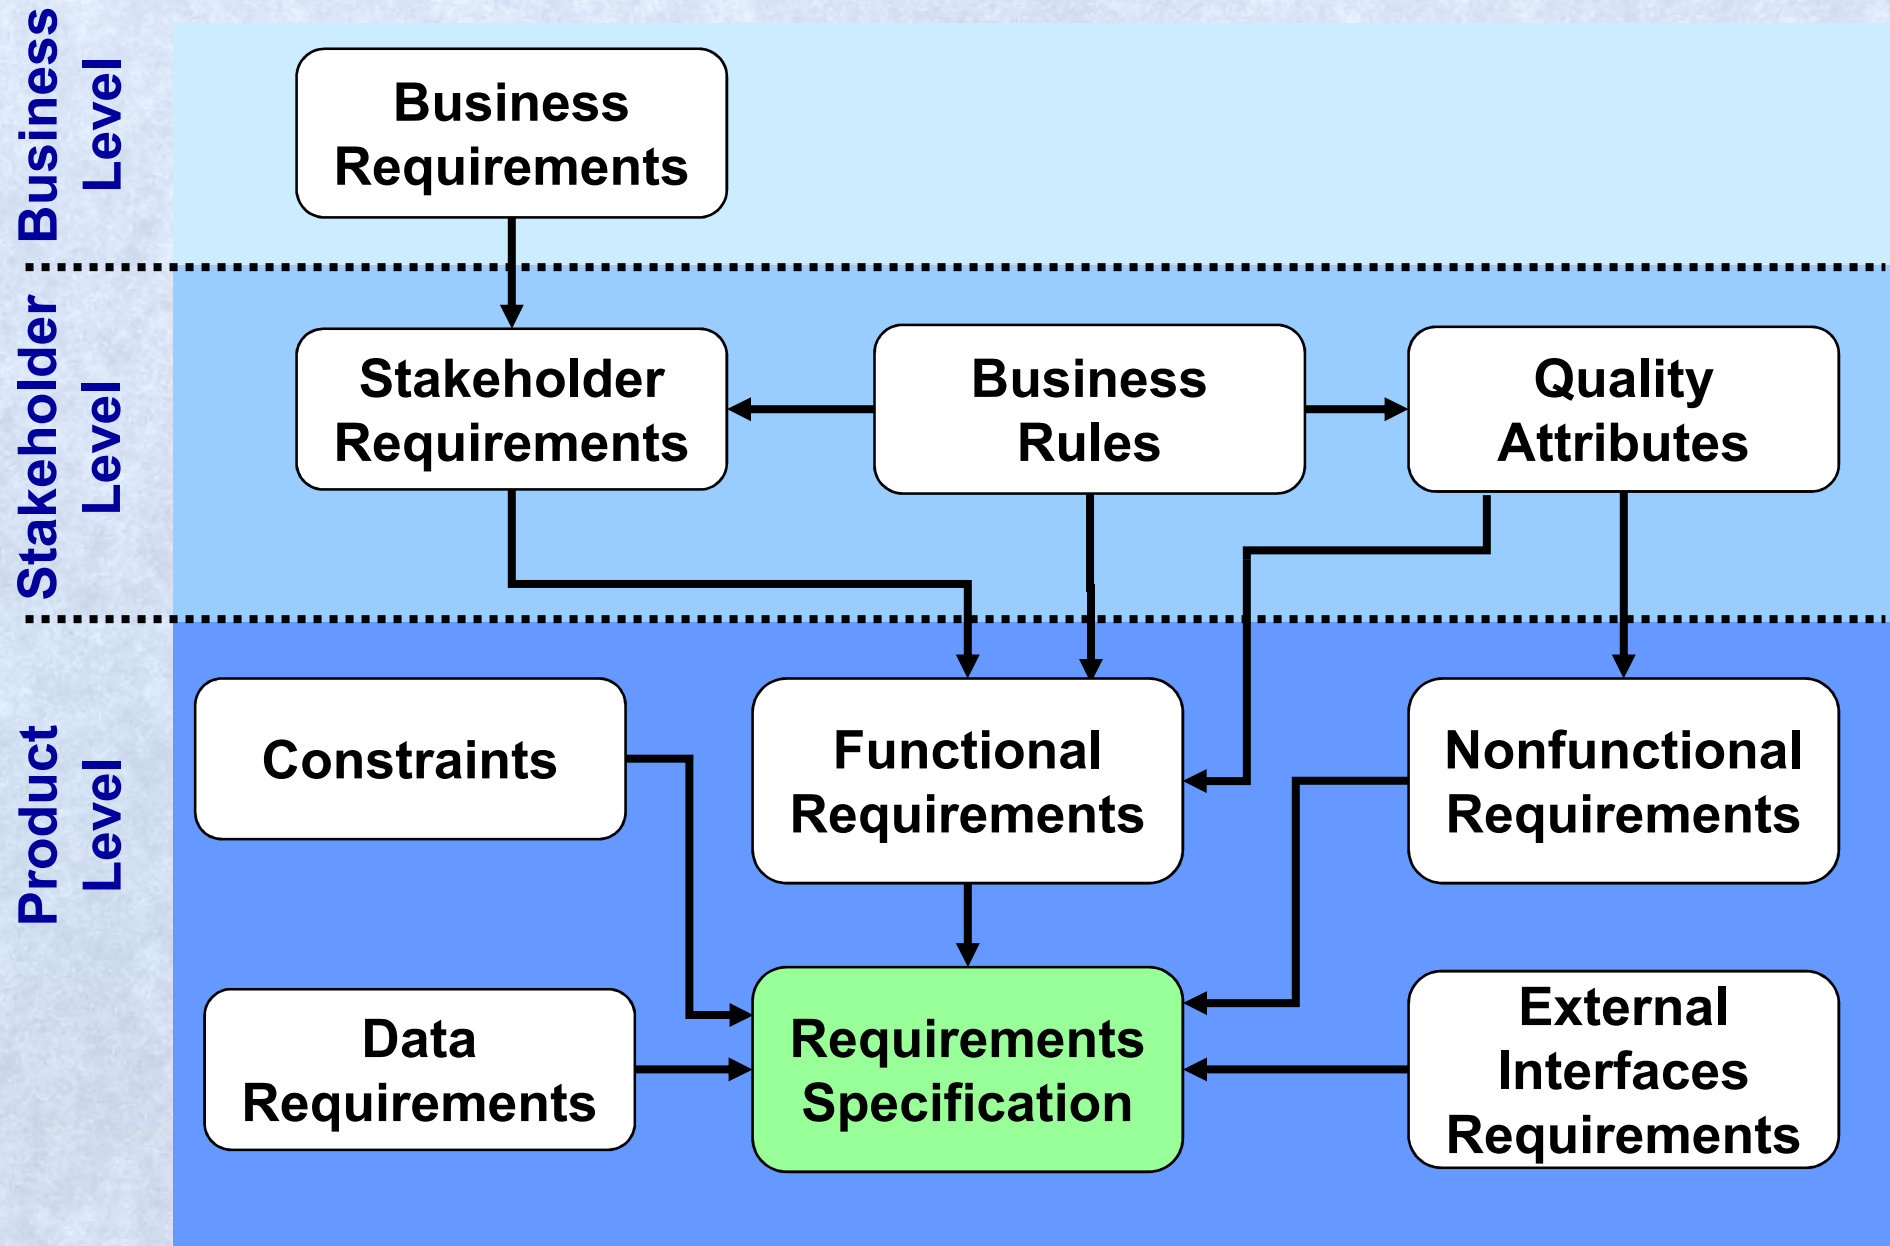 Business
Level
Business
Requirements
Stakeholder
Level
Stakeholder
Requirements
Business
Rules
Quality
Attributes
Product
Level
Constraints
Functional
Requirements
Nonfunctional
Requirements
Data
Requirements
Requirements
Specification
External
Interfaces
Requirements